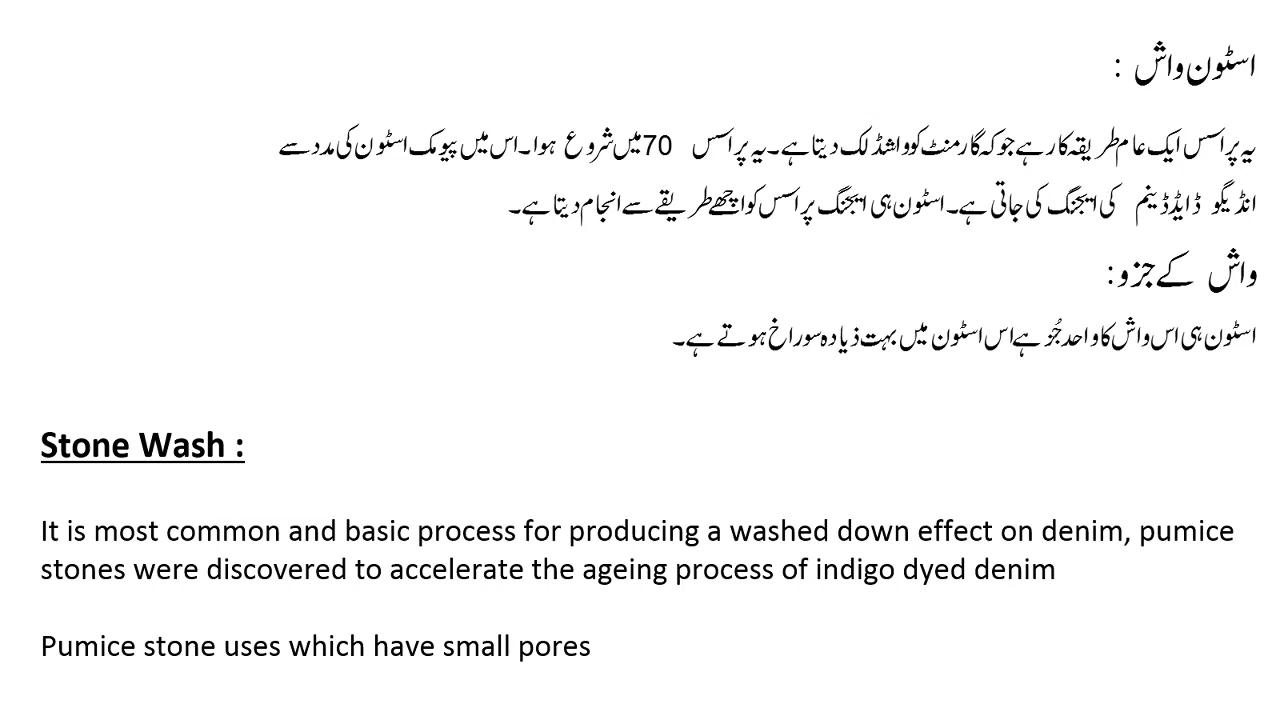 اسٹون واش :
یہ پراسس ایک عام طریقہ کار ہے جو کہ گارمنٹ کو واشڈ لک دیتا ہے۔ یہ پراسس 70 میں شروع ہوا۔ اس میں پیومک اسٹون کی مدد سے
انڈیگو ڈایڈ ڈینم کی ایجنگ کی جاتی ہے۔ اسٹون ہی ایجنگ پراسس کو اچھے طریقے سے انجام دیتا ہے۔
واش کے جزو:
اسٹون ہی اس واش کا واحد جُزو ہے اس اسٹون میں بہت ذیادہ سوراخ ہوتے ہے۔
Stone Wash :
It is most common and basic process for producing a washed down effect on denim, pumice
stones were discovered to accelerate the ageing process of indigo dyed denim
Pumice stone uses which have small pores